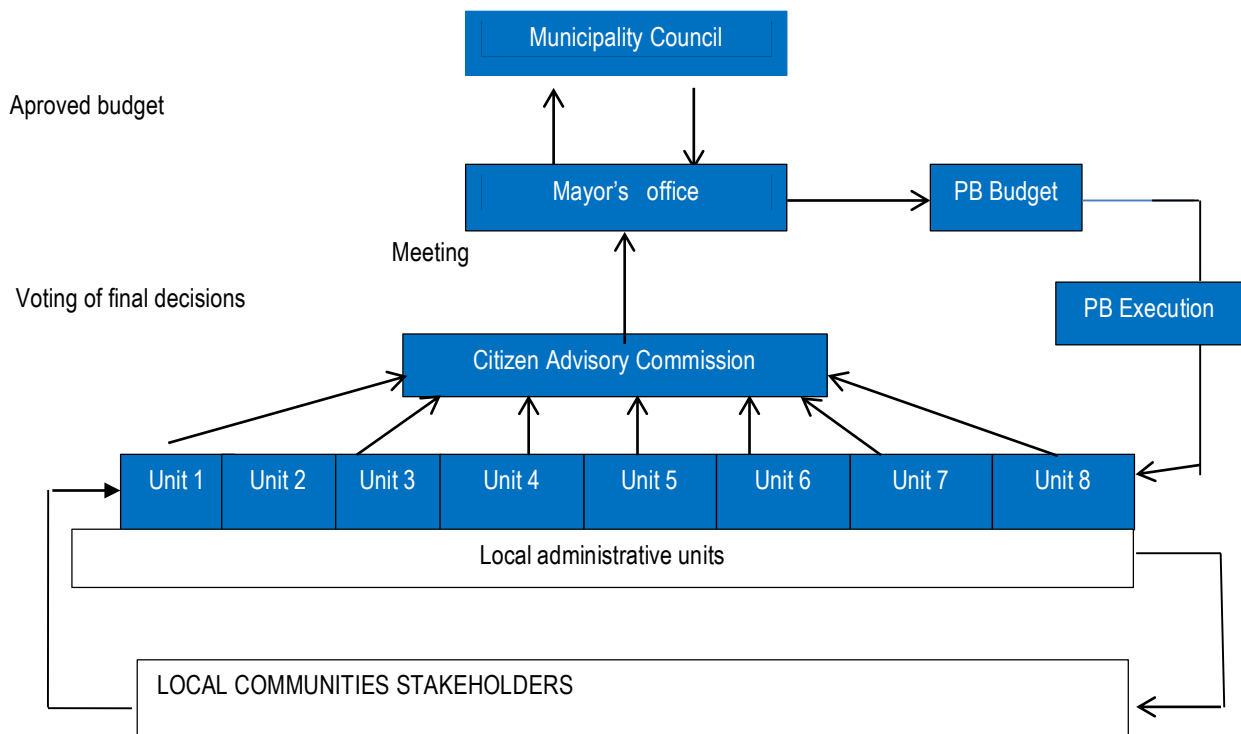 Municipality Council
Aproved budget
Mayor's office
PB Budget
Meeting
Voting of final decisions
PB Execution
Citizen Advisory Commission
Unit 1
Unit 2
Unit 3
Unit 4
Unit 5
Unit 6
Unit 7
Unit 8
Local administrative units
LOCAL COMMUNITIES STAKEHOLDERS